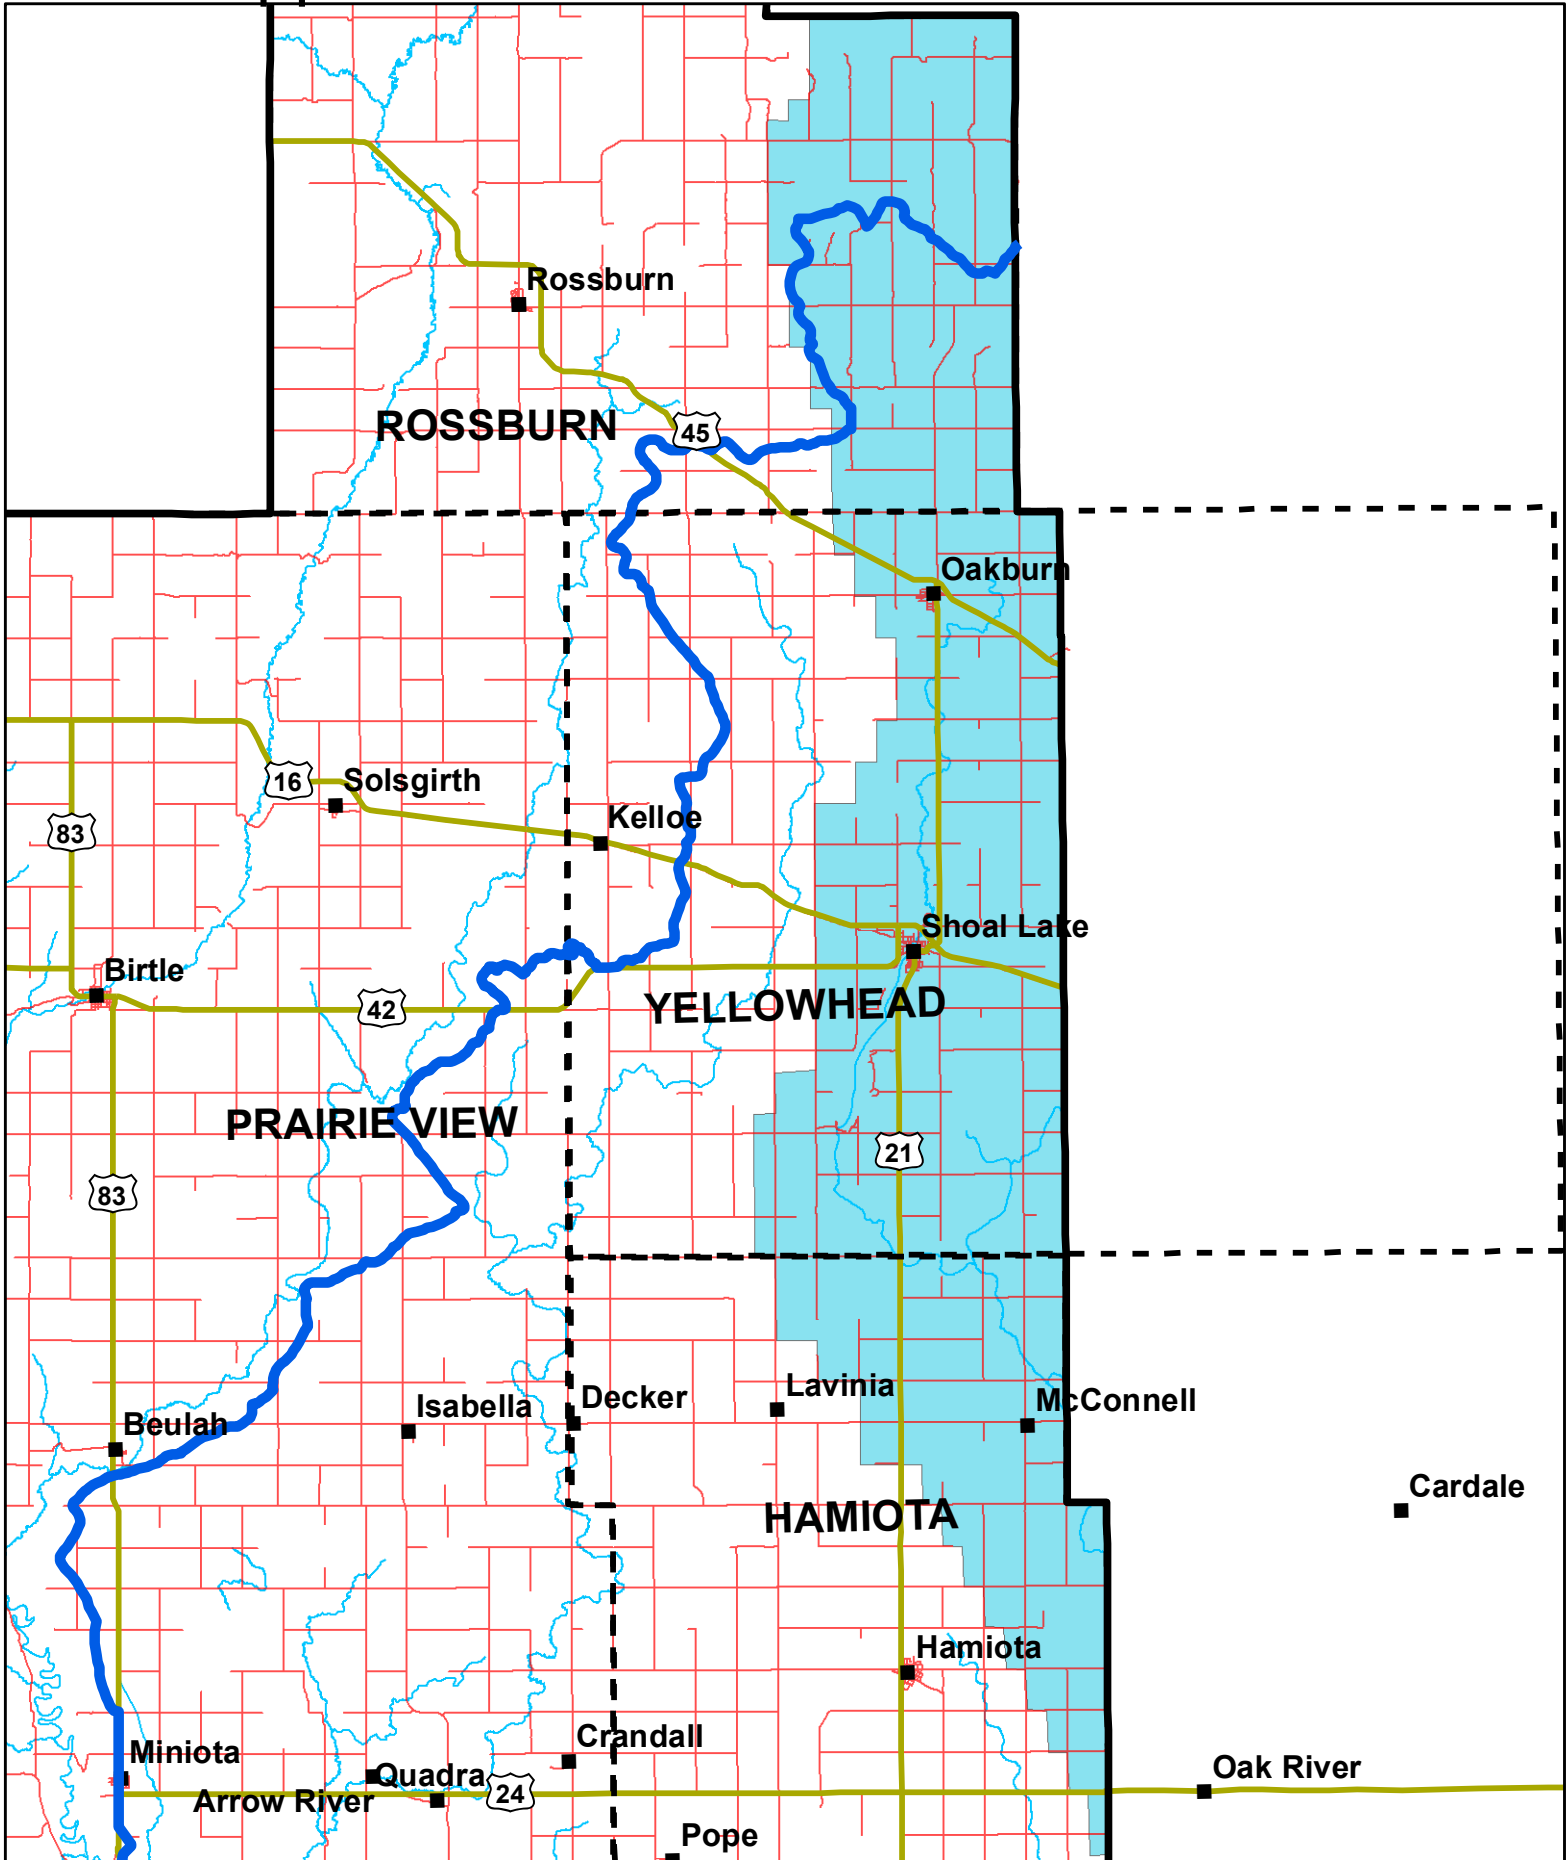 Rossburn
ROSSBURN
45
Oakburn
16
Solsgirth
83
Kelloe
Shoal Lake
Birtle
42
YELLOWHEAD
PRAIRIE VIEW
21
83
Lavinia
Decker
Isabella
McConnell
Beulah
Cardale
HAMIOTA
Hamiota
Crandall
Miniota
Oak River
Quadra
24
Arrow River
Pope